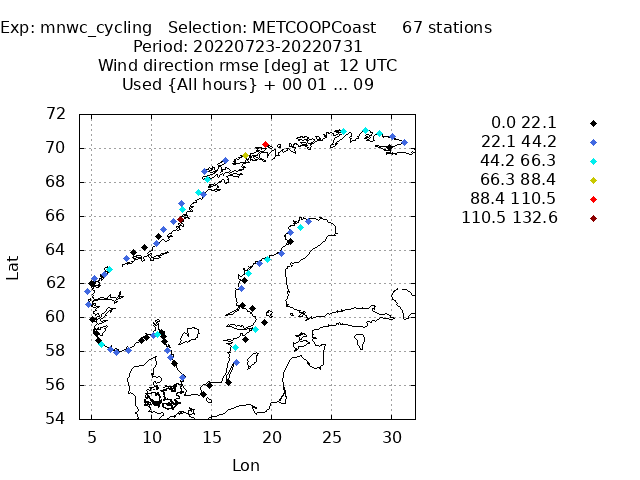 Exp: mnwc_cycling   Selection: METCOOPCoast     67 stations
Period: 20220723-20220731
Wind direction rmse [deg] at  12 UTC
Used {All hours} + 00 01 ... 09
72
70
68
66
64
62
60
58
56
54
Lat
5 10 15 20 25 30
Lon
0.0 22.1
22.1 44.2
44.2 66.3
66.3 88.4
88.4 110.5
110.5 132.6